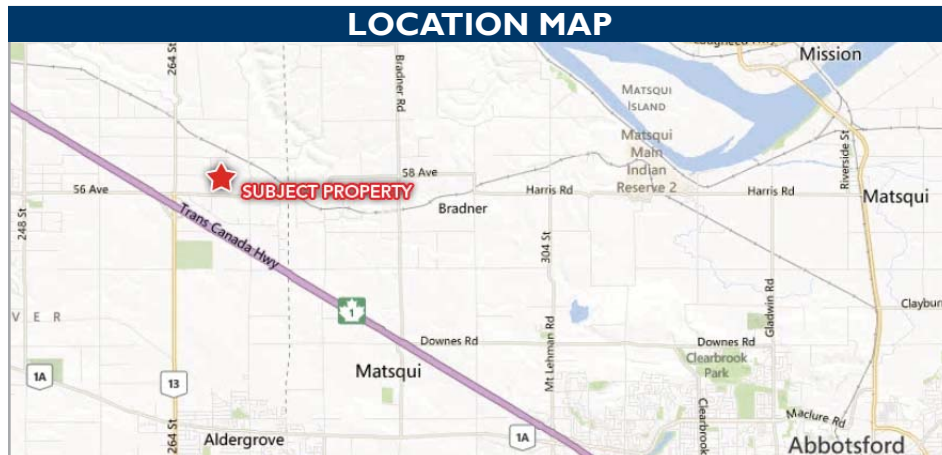 LOCATION MAP
Mission
264 St
Bradner Rd
MATSQUI
ISLAND
Matsqui
Main
Indian
Reserve 2
Riverside St
58 Ave
56 Ave
SUBJECT PROPERTY
Harris Rd
Harris Rd
Matsqui
Bradner
248 St
Trans Canada Hwy
304 St
Gladwin Rd
1
V E R
Mt Lehman Rd
Downes Rd
Downes Rd
Clearbrook
Park
Matsqui
1A
13
264 St
Aldergrove
1A
Clearbrook
Maclure Rd
Abbotsford